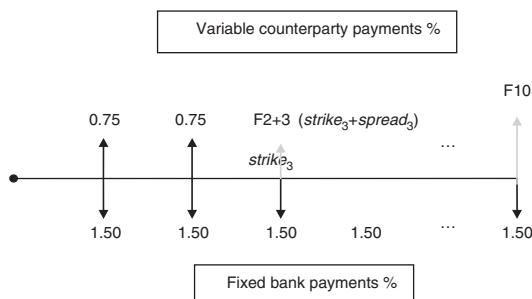 Variable counterparty payments %
F10
0.75 0.75 F2+3 (strike3+spread3)
...
strike3
1.50 1.50 1.50 1.50 ... 1.50
Fixed bank payments %